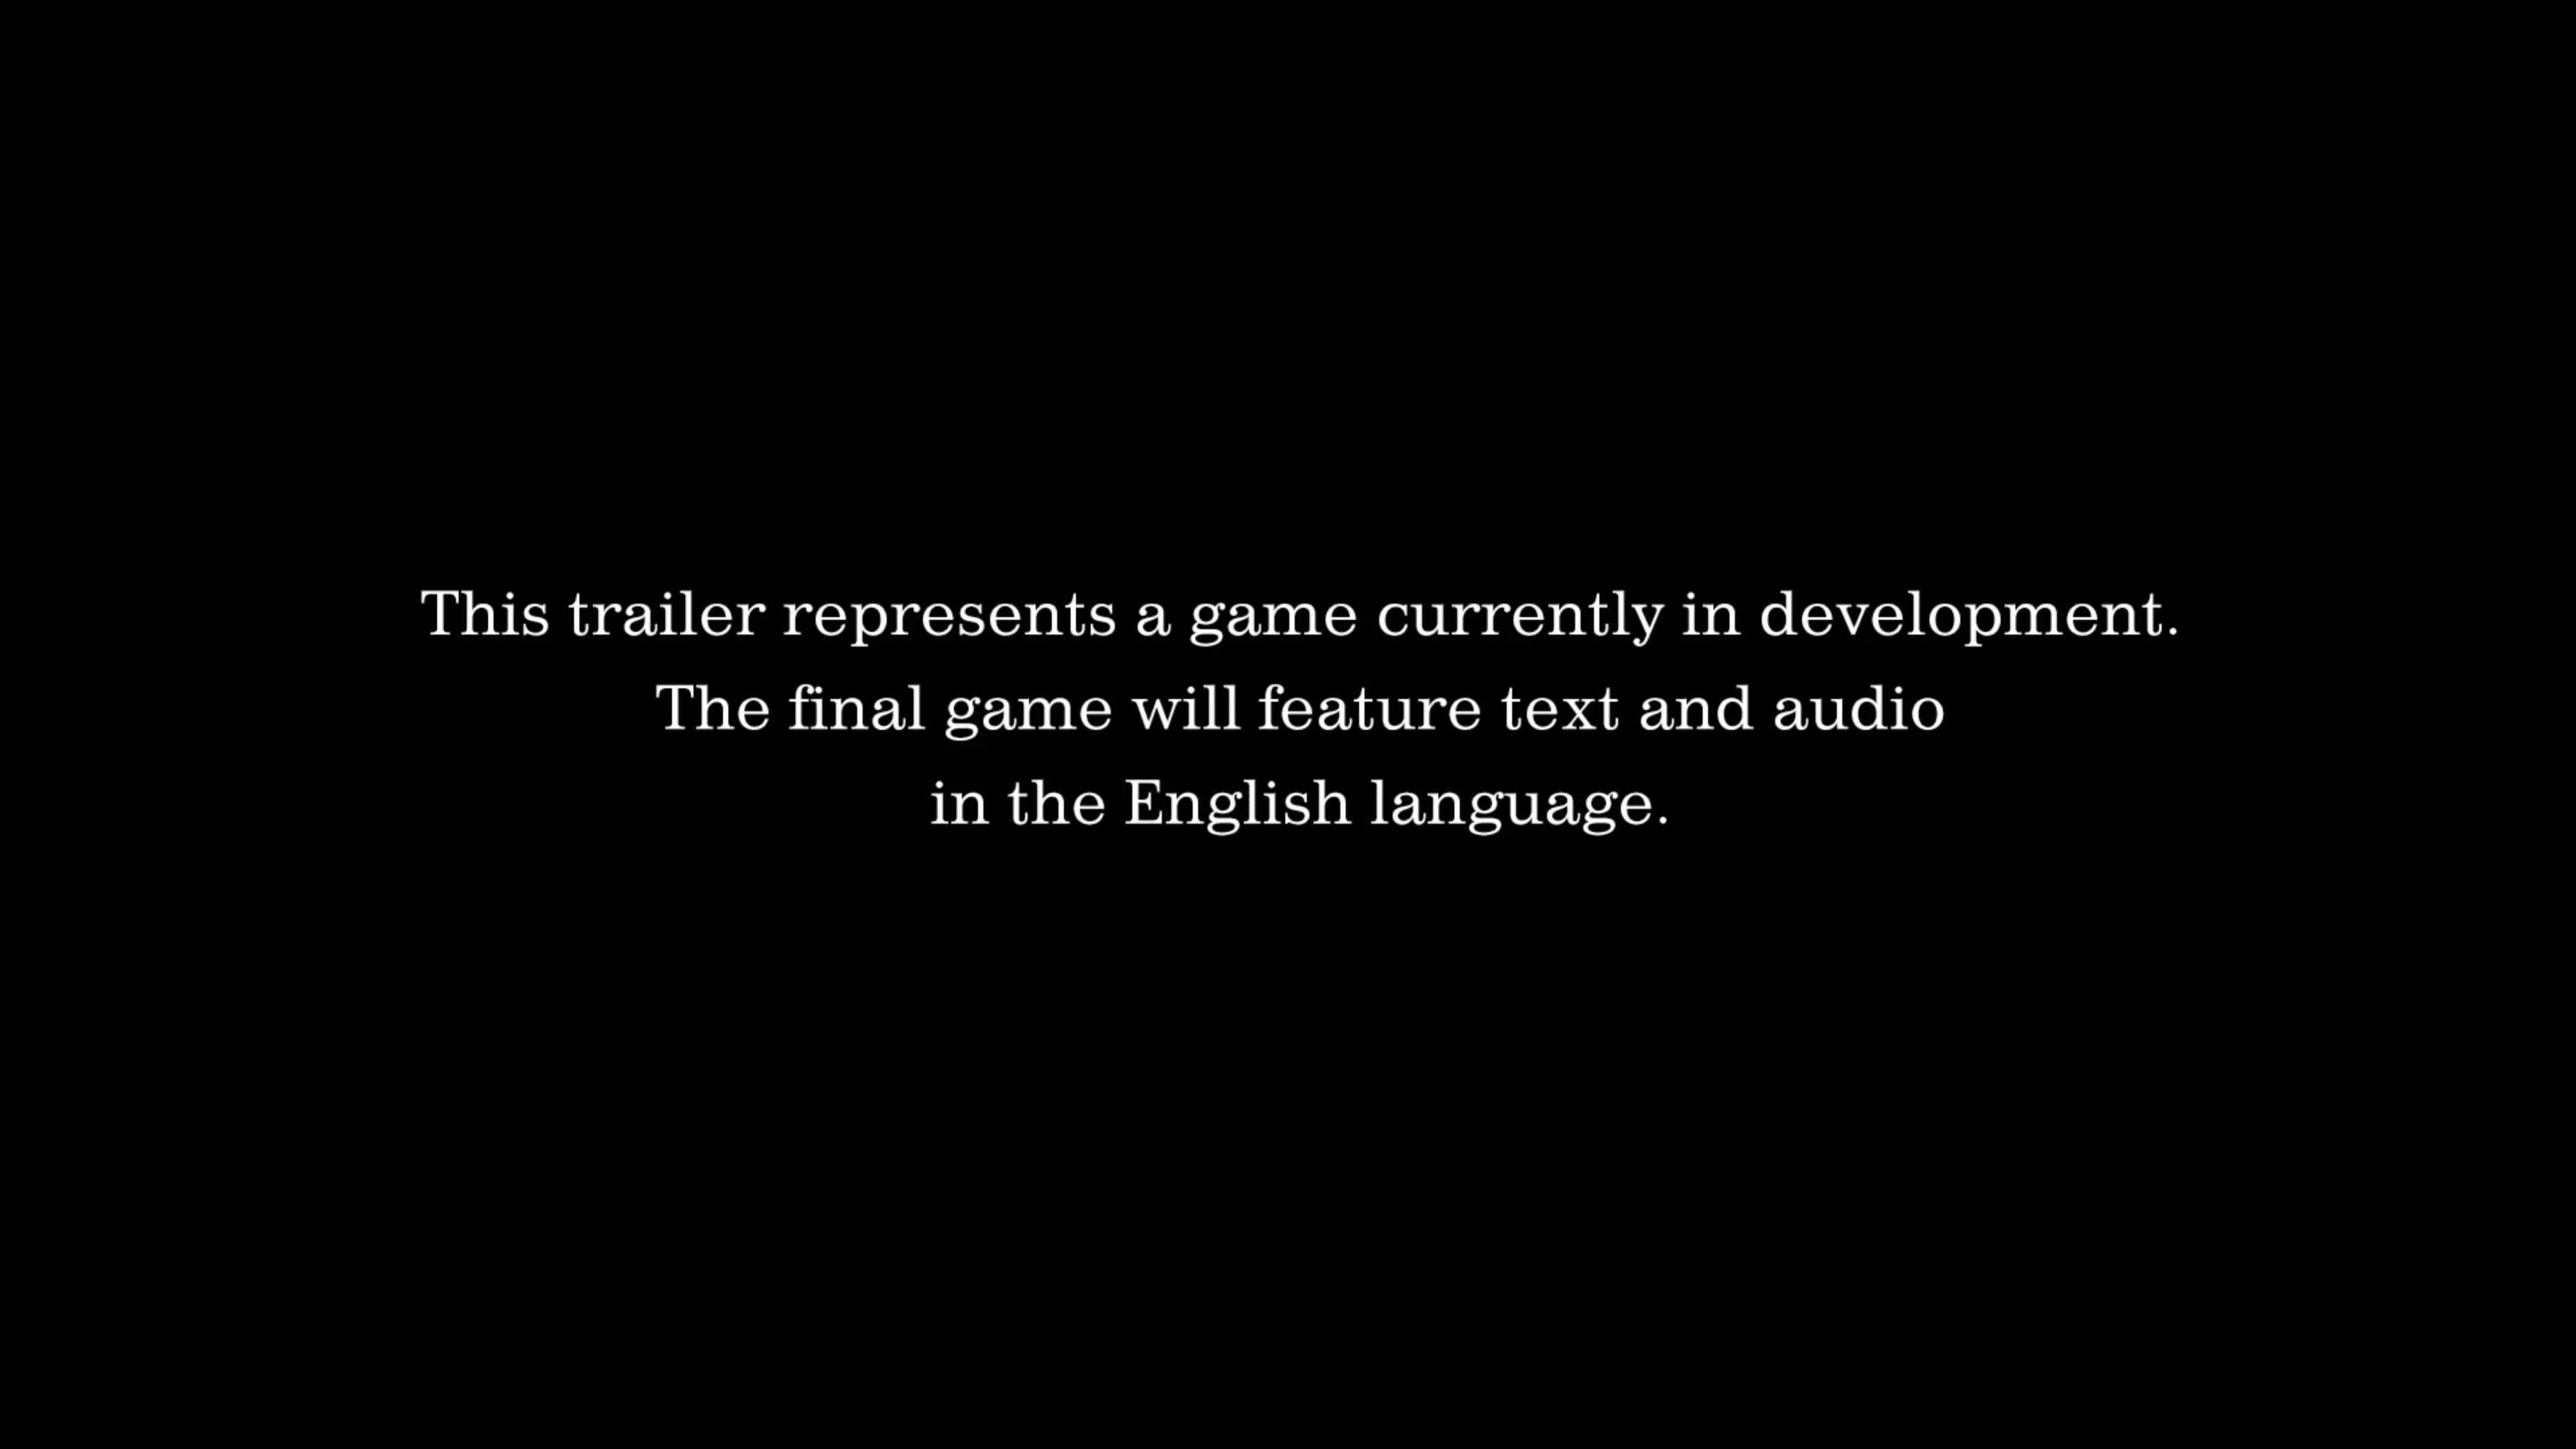 This trailer represents a game currently in development.
The final game will feature text and audio
in the English language.